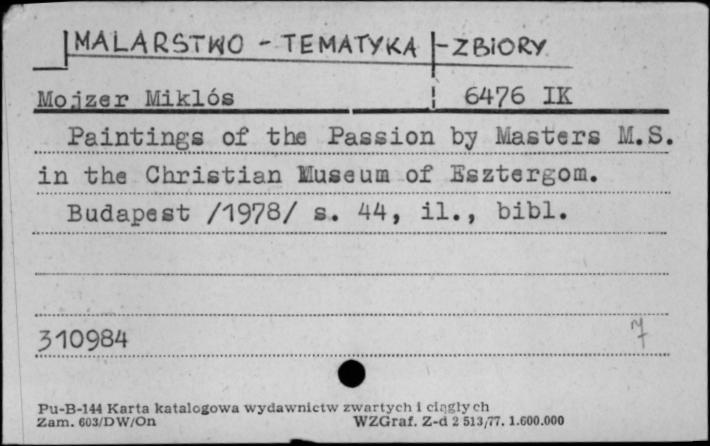 MALARSTWO - TEMATYKA - ZBIORY
Mojzer Miklós 6476 IK
Paintings of the Passion by Masters M.S.
in the Christian Museum of Esztergom.
Budapest /1978/ s. 44, il., bibl.
310984 7
Pu-B-144 Karta katalogowa wydawnictw zwartych i ciągłych
Zam. 603/DW/On WZGraf. Z-d 2 513/77. 1.600.000